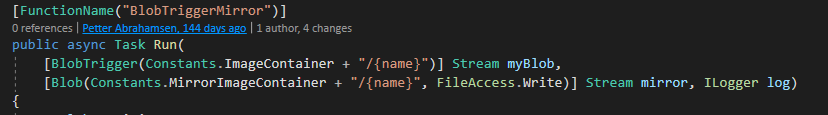 [FunctionName("BlobTriggerMirror")]
0 references | Petter Abrahamsen, 144 days ago | 1 author, 4 changes
public async Task Run(
[BlobTrigger(Constants.ImageContainer + "/{name}")] Stream myBlob,
[Blob(Constants.MirrorImageContainer + "/{name}", FileAccess.Write)] Stream mirror, ILogger log)
{